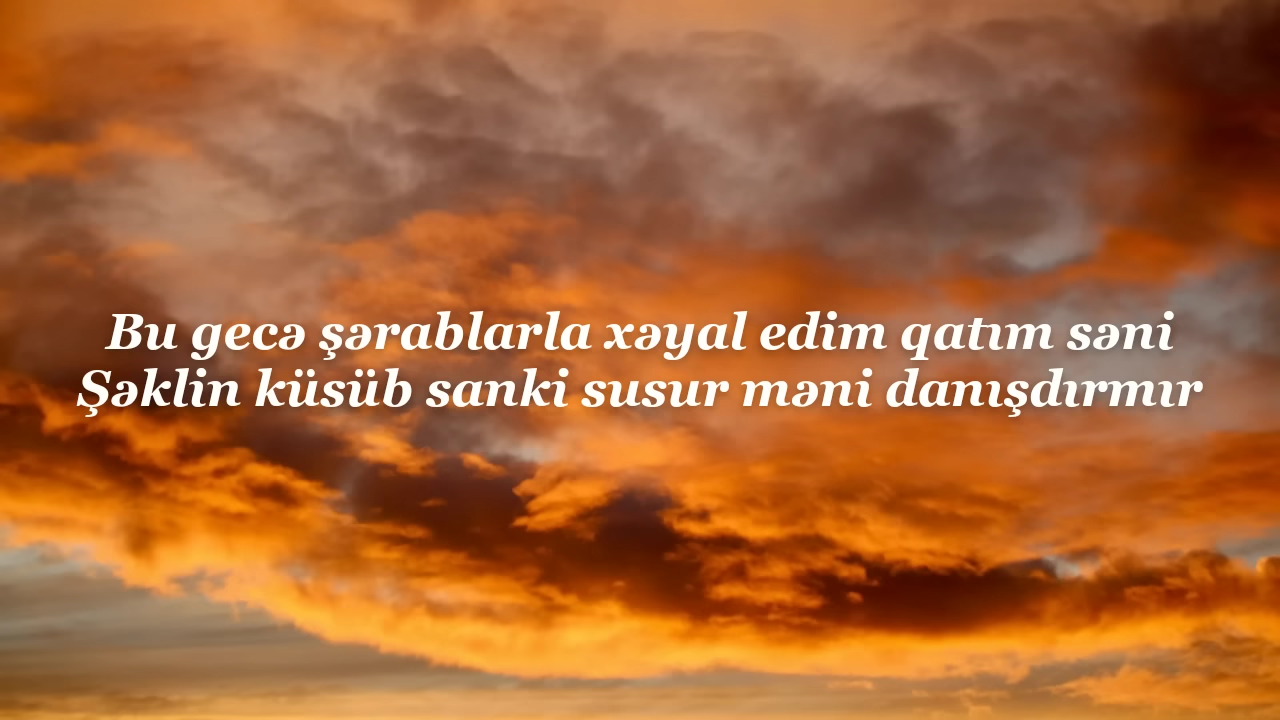 Bu gecə şərablarla xəyal edim qatım səni
Şəklin küsüb sanki susur məni danışdırmır